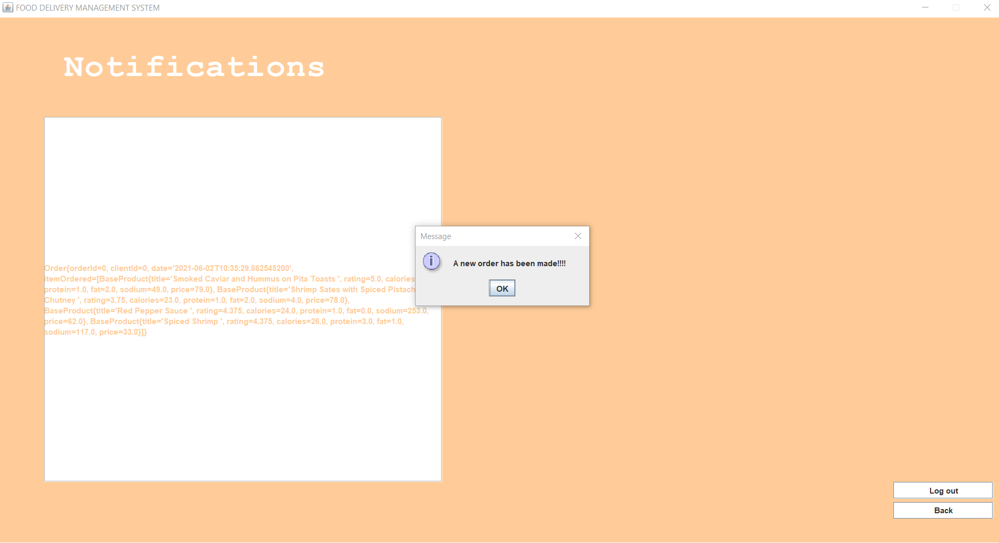 FOOD DELIVERY MANAGEMENT SYSTEM
Notifications
Order{orderId=0, clientId=0, date='2021-06-02T10:35:29.662545200',
itemOrdered=[BaseProduct{title='Smoked Caviar and Hummus on Pita Toasts ', rating=5.0, calories
protein=1.0, fat=2.0, sodium=49.0, price=79.0}, BaseProduct{title='Shrimp Sates with Spiced Pistach
Chutney ', rating=3.75, calories=23.0, protein=1.0, fat=2.0, sodium=4.0, price=78.0},
BaseProduct{title='Red Pepper Sauce ', rating=4.375, calories=24.0, protein=1.0, fat=0.0, sodium=253.0,
price=62.0}, BaseProduct{title='Spiced Shrimp ', rating=4.375, calories=26.0, protein=3.0, fat=1.0,
sodium=117.0, price=33.0}]}
Message
A new order has been made!!!!
OK
Log out
Back